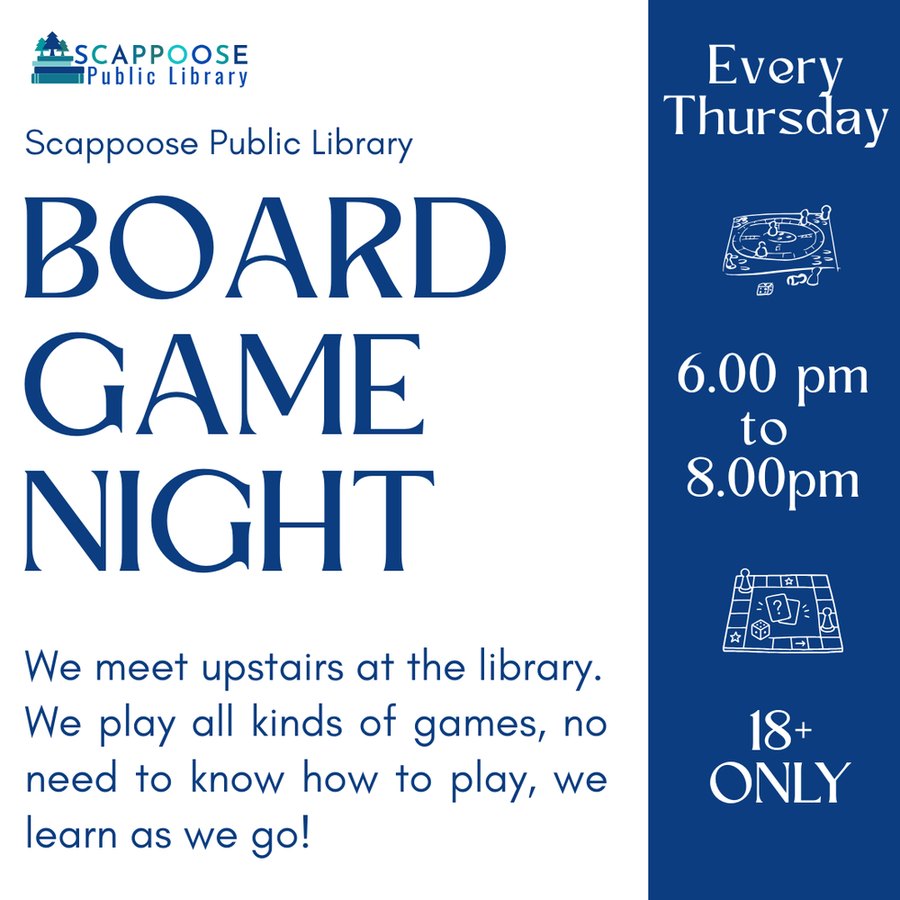 SCAPPOOSE
Public Library
Scappoose Public Library
BOARD
GAME
NIGHT
We meet upstairs at the library.
We play all kinds of games, no
need to know how to play, we
learn as we go!
Every
Thursday
6.00 pm
to
8.00pm
?
18+
ONLY